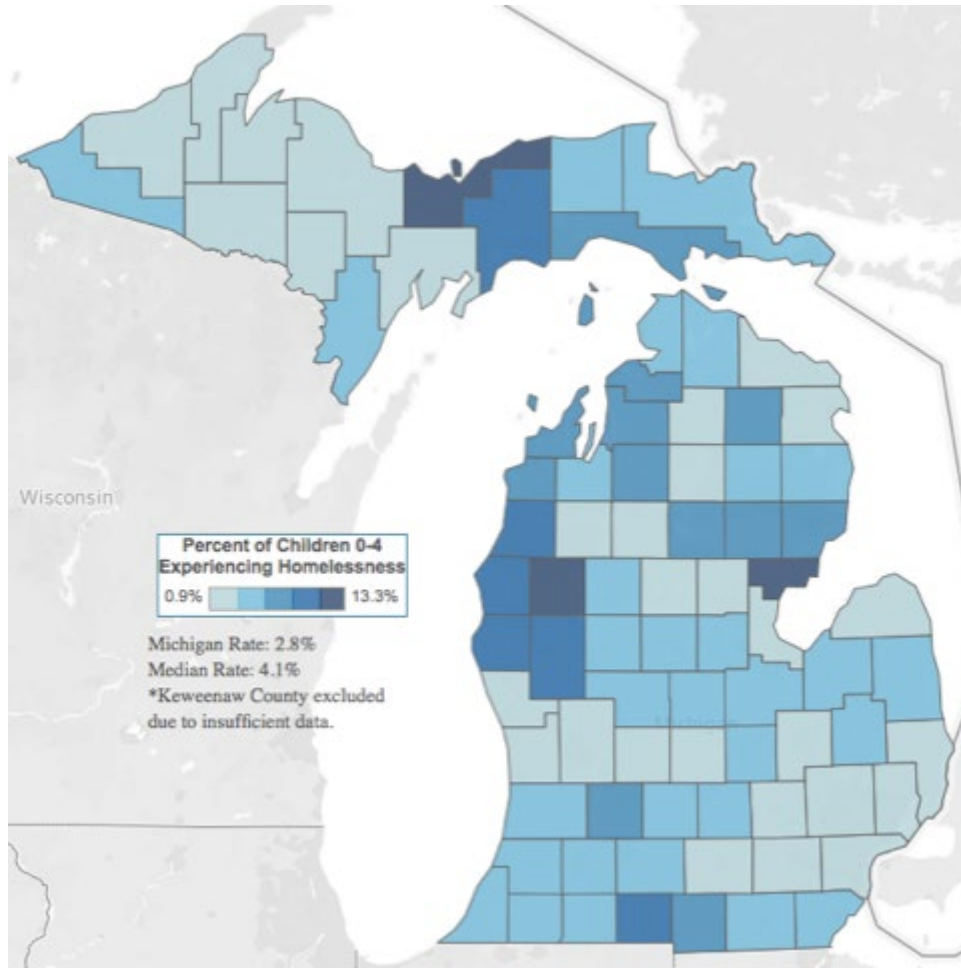 Wisconsin
Percent of Children 0-4
Experiencing Homelessness
0.9% 13.3%
Michigan Rate: 2.8%
Median Rate: 4.1%
*Keweenaw County excluded
due to insufficient data.
Michigan